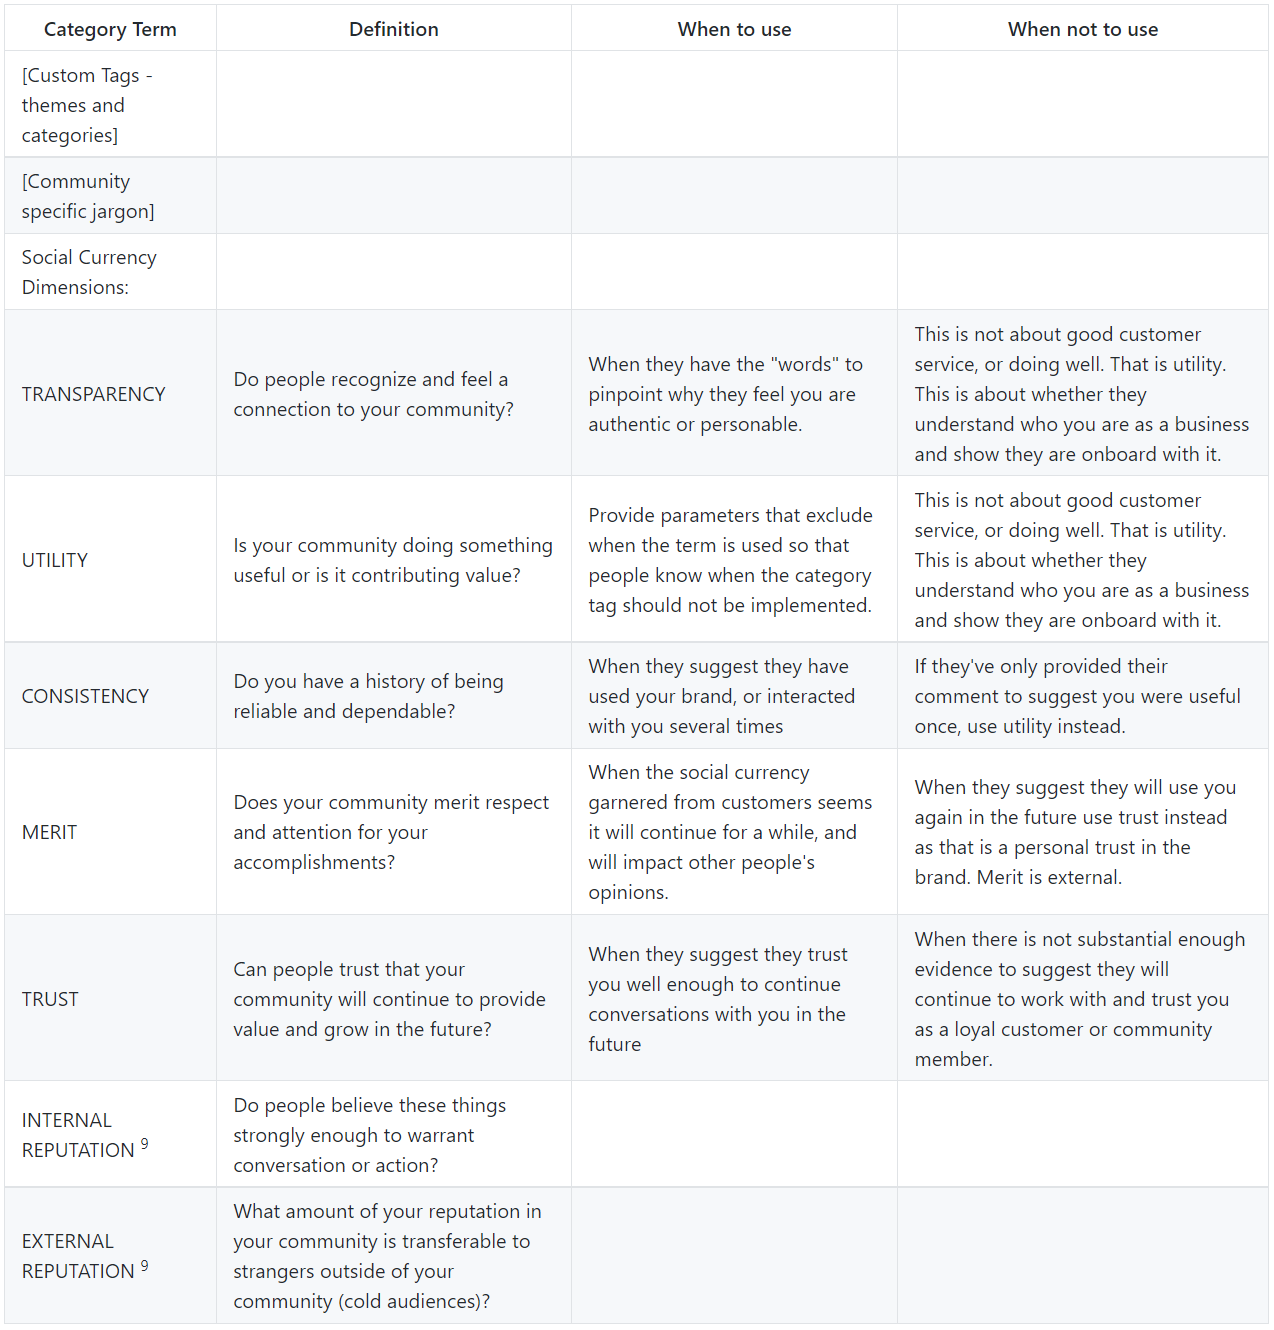 Category Term
Definition
When to use
When not to use
[Custom Tags -
themes and
categories]
[Community
specific jargon]
Social Currency
Dimensions:
TRANSPARENCY
Do people recognize and feel a
connection to your community?
When they have the "words" to
pinpoint why they feel you are
authentic or personable.
This is not about good customer
service, or doing well. That is utility.
This is about whether they
understand who you are as a business
and show they are onboard with it.
UTILITY
Is your community doing something
useful or is it contributing value?
Provide parameters that exclude
when the term is used so that
people know when the category
tag should not be implemented.
This is not about good customer
service, or doing well. That is utility.
This is about whether they
understand who you are as a business
and show they are onboard with it.
CONSISTENCY
Do you have a history of being
reliable and dependable?
When they suggest they have
used your brand, or interacted
with you several times
If they've only provided their
comment to suggest you were useful
once, use utility instead.
MERIT
Does your community merit respect
and attention for your
accomplishments?
When the social currency
garnered from customers seems
it will continue for a while, and
will impact other people's
opinions.
When they suggest they will use you
again in the future use trust instead
as that is a personal trust in the
brand. Merit is external.
TRUST
Can people trust that your
community will continue to provide
value and grow in the future?
When they suggest they trust
you well enough to continue
conversations with you in the
future
When there is not substantial enough
evidence to suggest they will
continue to work with and trust you
as a loyal customer or community
member.
INTERNAL
REPUTATION 9
Do people believe these things
strongly enough to warrant
conversation or action?
EXTERNAL
REPUTATION 9
What amount of your reputation in
your community is transferable to
strangers outside of your
community (cold audiences)?